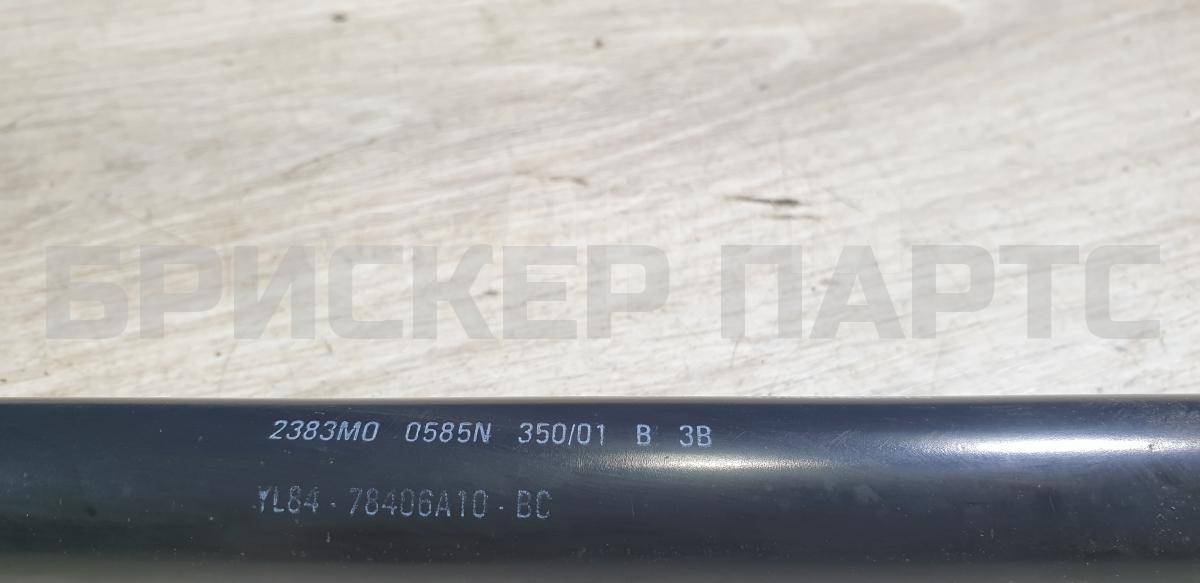 БРИСКЕР ПАРТС
2383M0 0585N 350/01 B 3B
YL84-78406A10-BC